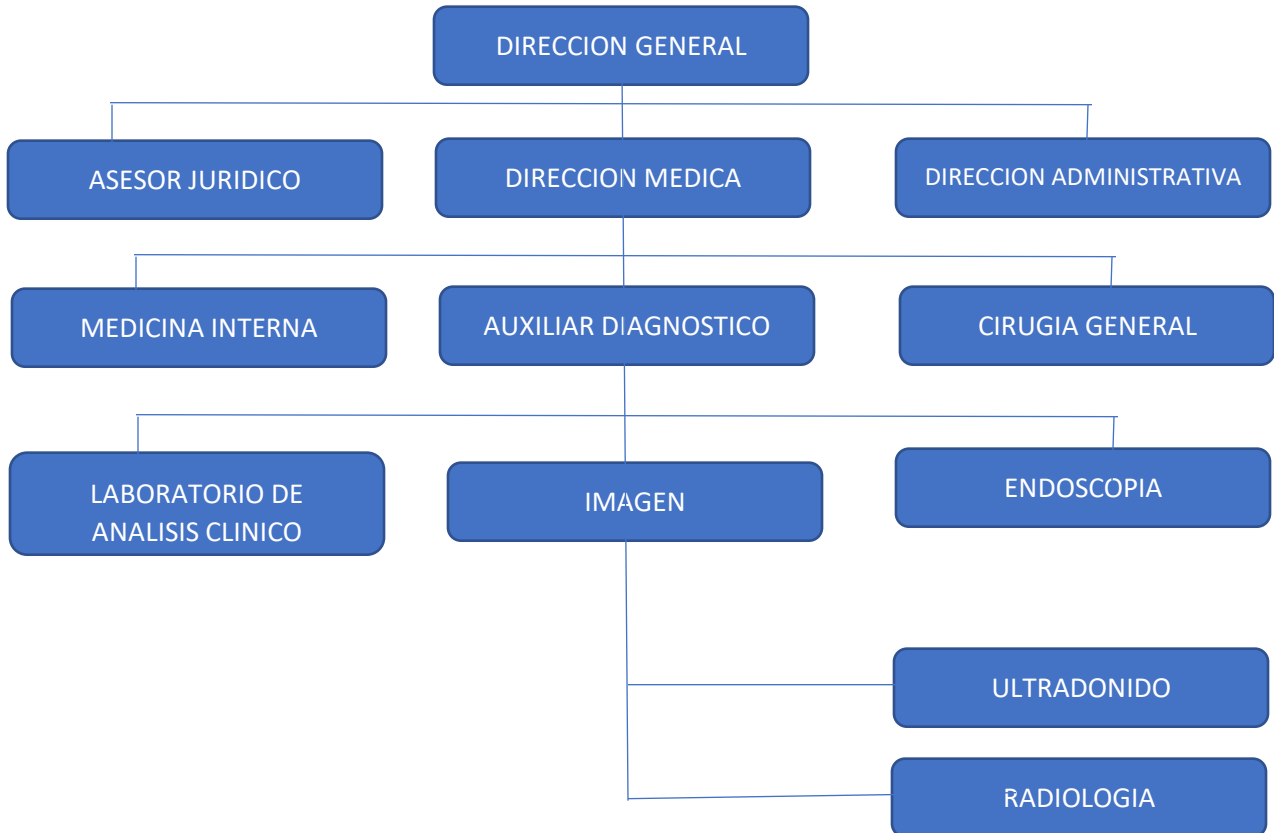 DIRECCION GENERAL
ASESOR JURIDICO
DIRECCION MEDICA
DIRECCION ADMINISTRATIVA
MEDICINA INTERNA
AUXILIAR DIAGNOSTICO
CIRUGIA GENERAL
LABORATORIO DE
ANALISIS CLINICO
IMAGEN
ENDOSCOPIA
ULTRADONIDO
RADIOLOGIA